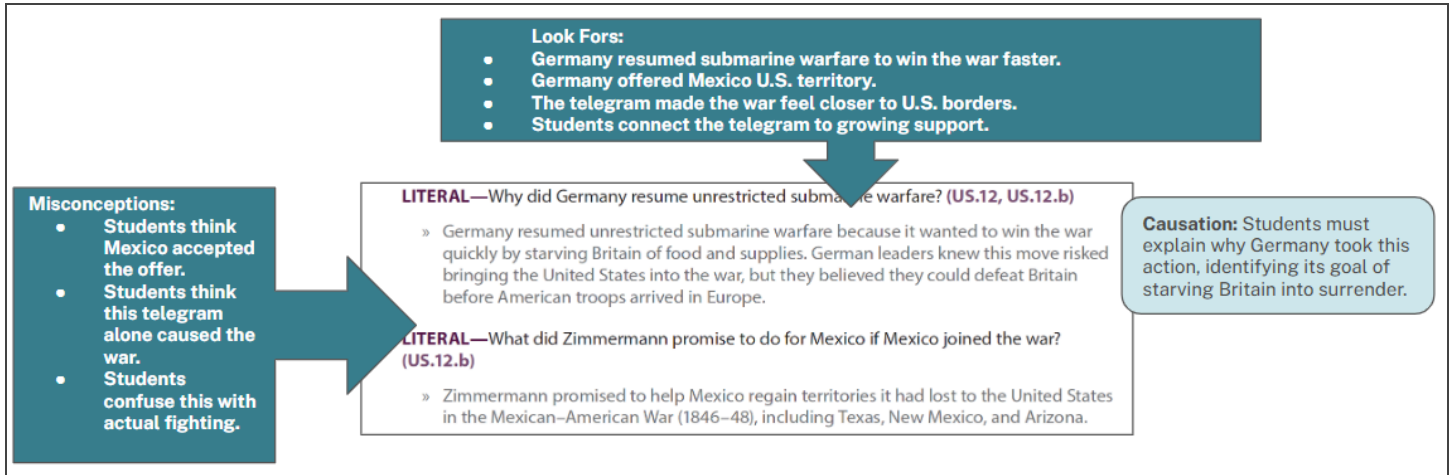 Look Fors:
● Germany resumed submarine warfare to win the war faster.
● Germany offered Mexico U.S. territory.
● The telegram made the war feel closer to U.S. borders.
● Students connect the telegram to growing support.
Misconceptions:
● Students think
Mexico accepted
the offer.
● Students think
this telegram
alone caused the
war.
● Students
confuse this with
actual fighting.
LITERAL—Why did Germany resume unrestricted submarine warfare? (US.12, US.12.b)
» Germany resumed unrestricted submarine warfare because it wanted to win the war
quickly by starving Britain of food and supplies. German leaders knew this move risked
bringing the United States into the war, but they believed they could defeat Britain
before American troops arrived in Europe.
LITERAL—What did Zimmermann promise to do for Mexico if Mexico joined the war?
(US.12.b)
» Zimmermann promised to help Mexico regain territories it had lost to the United States
in the Mexican–American War (1846–48), including Texas, New Mexico, and Arizona.
Causation: Students must
explain why Germany took this
action, identifying its goal of
starving Britain into surrender.